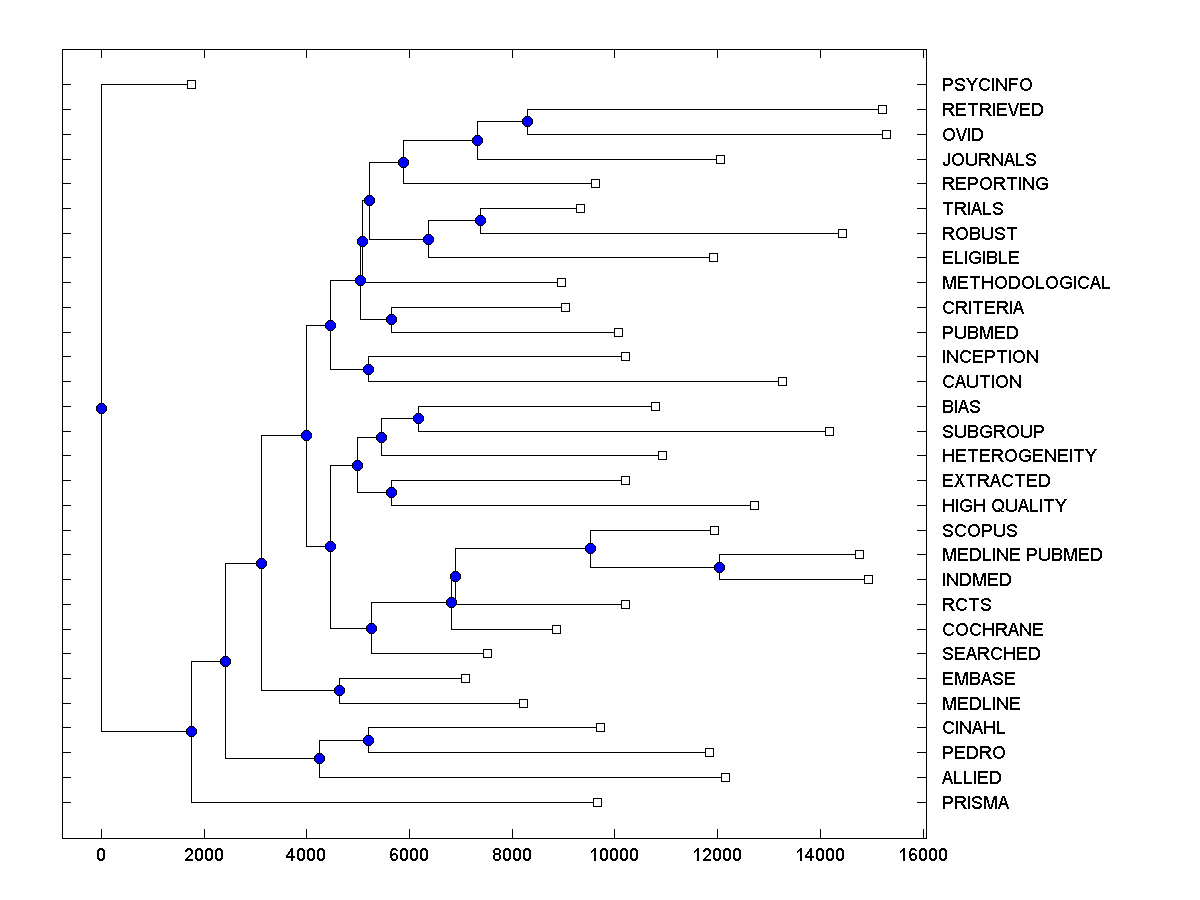 PSYCINFO
RETRIEVED
OVID
JOURNALS
REPORTING
TRIALS
ROBUST
ELIGIBLE
METHODOLOGICAL
CRITERIA
PUBMED
INCEPTION
CAUTION
BIAS
SUBGROUP
HETEROGENEITY
EXTRACTED
HIGH QUALITY
SCOPUS
MEDLINE PUBMED
INDMED
RCTS
COCHRANE
SEARCHED
EMBASE
MEDLINE
CINAHL
PEDRO
ALLIED
PRISMA
0 2000 4000 6000 8000 10000 12000 14000 16000